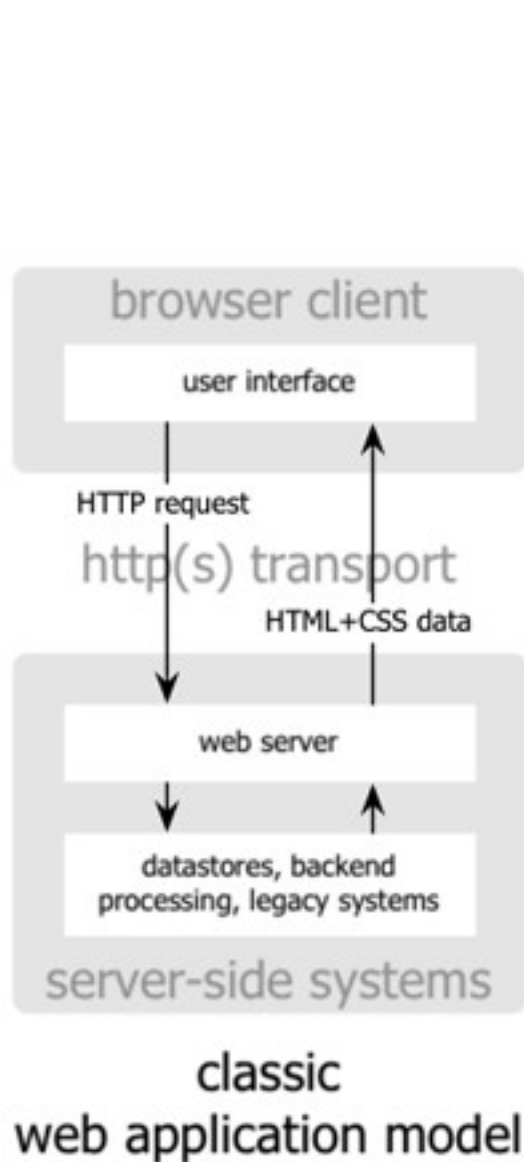 browser client
user interface
HTTP request
http(s) transport
HTML+CSS data
web server
datastores, backend
processing, legacy systems
server-side systems
classic
web application model